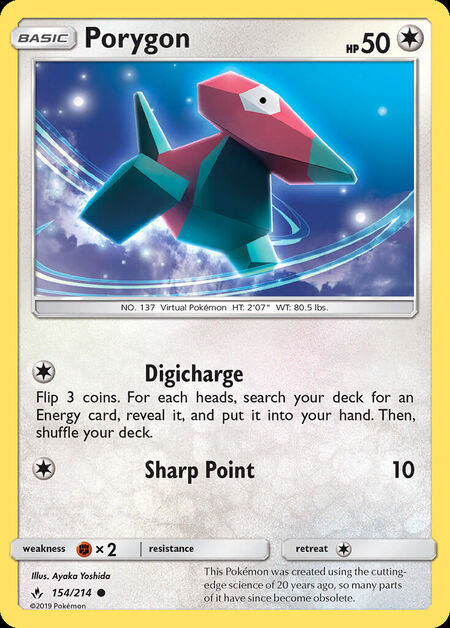 BASIC Porygon HP 50
NO. 137 Virtual Pokémon HT: 2'07" WT: 80.5 lbs.
Digicharge
Flip 3 coins. For each heads, search your deck for an
Energy card, reveal it, and put it into your hand. Then,
shuffle your deck.
Sharp Point 10
weakness ×2 resistance retreat
Illus. Ayaka Yoshida
154/214
©2019 Pokémon
This Pokémon was created using the cutting-
edge science of 20 years ago, so many parts
of it have since become obsolete.